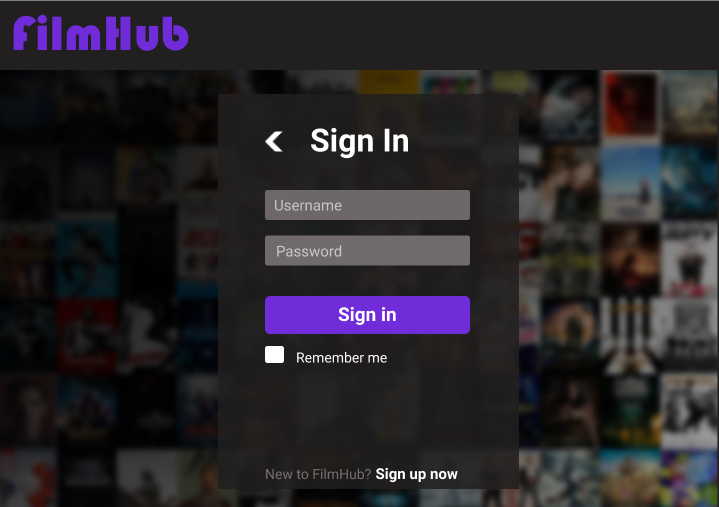 FilmHub
Sign In
Username
Password
Sign in
Remember me
New to FilmHub? Sign up now